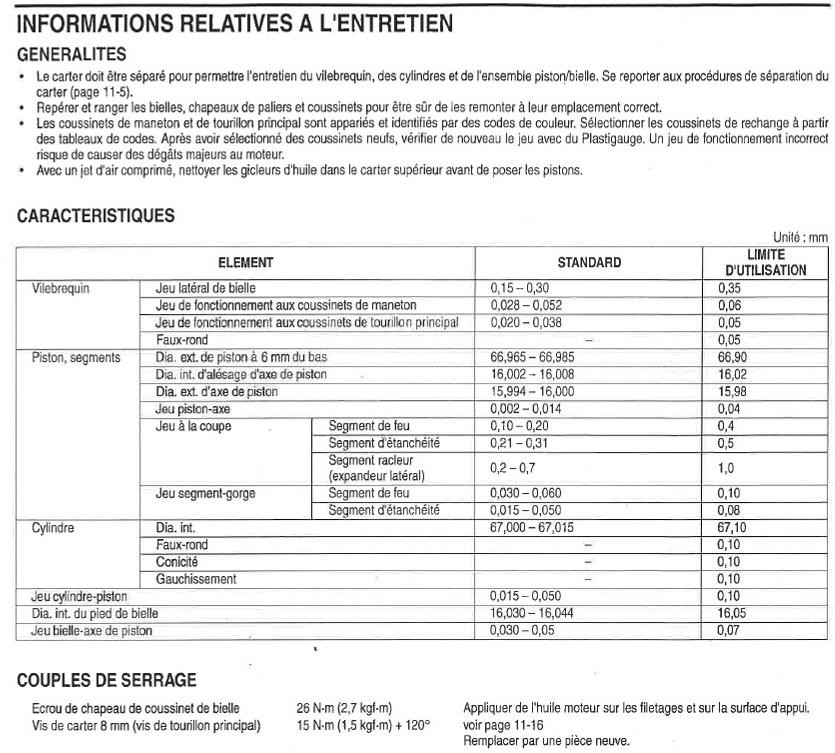 INFORMATIONS RELATIVES A L'ENTRETIEN
GENERALITES
• Le carter doit être séparé pour permettre l'entretien du vilebrequin, des cylindres et de l'ensemble piston/bielle. Se reporter aux procédures de séparation du
carter (page 11-5).
• Repérer et ranger les bielles, chapeaux de paliers et coussinets pour être sûr de les remonter à leur emplacement correct.
• Les coussinets de maneton et de tourillon principal sont appariés et identifiés par des codes de couleur. Sélectionner les coussinets de rechange à partir
des tableaux de codes. Après avoir sélectionné des coussinets neufs, vérifier de nouveau le jeu avec du Plastigauge. Un jeu de fonctionnement incorrect
risque de causer des dégâts majeurs au moteur.
• Avec un jet d'air comprimé, nettoyer les gicleurs d'huile dans le carter supérieur avant de poser les pistons.
CARACTERISTIQUES
Unité : mm
ELEMENT STANDARD LIMITE
D'UTILISATION
Vilebrequin Jeu latéral de bielle 0,15 – 0,30 0,35
Jeu de fonctionnement aux coussinets de maneton 0,028 – 0,052 0,06
Jeu de fonctionnement aux coussinets de tourillon principal 0,020 – 0,038 0,05
Faux-rond – 0,05
Piston, segments Dia. ext. de piston à 6 mm du bas 66,965 – 66,985 66,90
Dia. int. d'alésage d'axe de piston 16,002 – 16,008 16,02
Dia. ext. d'axe de piston 15,994 – 16,000 15,98
Jeu piston-axe 0,002 – 0,014 0,04
Jeu à la coupe Segment de feu 0,10 – 0,20 0,4
Segment d'étanchéité 0,21 – 0,31 0,5
Segment racleur
(expandeur latéral) 0,2 – 0,7 1,0
Jeu segment-gorge Segment de feu 0,030 – 0,060 0,10
Segment d'étanchéité 0,015 – 0,050 0,08
Cylindre Dia. int. 67,000 – 67,015 67,10
Faux-rond – 0,10
Conicité – 0,10
Gauchissement – 0,10
Jeu cylindre-piston 0,015 – 0,050 0,10
Dia. int. du pied de bielle 16,030 – 16,044 16,05
Jeu bielle-axe de piston 0,030 – 0,05 0,07
COUPLES DE SERRAGE
Ecrou de chapeau de coussinet de bielle 26 N·m (2,7 kgf·m) Appliquer de l'huile moteur sur les filetages et sur la surface d'appui.
Vis de carter 8 mm (vis de tourillon principal) 15 N·m (1,5 kgf·m) + 120° voir page 11-16
Remplacer par une pièce neuve.